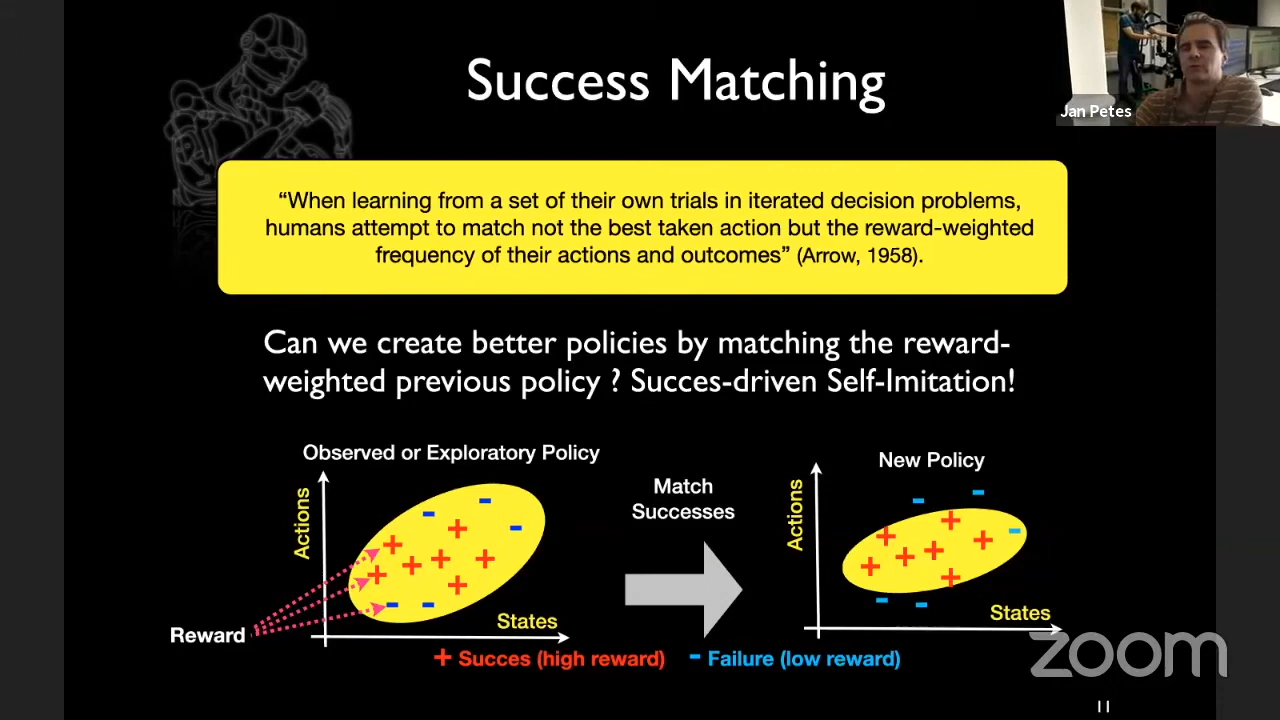 Success Matching
Jan Petes
“When learning from a set of their own trials in iterated decision problems,
humans attempt to match not the best taken action but the reward-weighted
frequency of their actions and outcomes” (Arrow, 1958).
Can we create better policies by matching the reward-
weighted previous policy ? Succes-driven Self-Imitation!
Observed or Exploratory Policy
Actions
States
Reward
Match
Successes
New Policy
Actions
States
+ Succes (high reward)
- Failure (low reward)
zoom
11